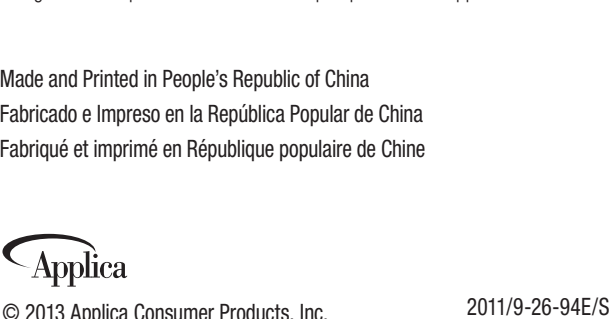 Made and Printed in People's Republic of China
Fabricado e Impreso en la República Popular de China
Fabriqué et imprimé en République populaire de Chine
Applica
© 2013 Applica Consumer Products, Inc.
2011/9-26-94E/S